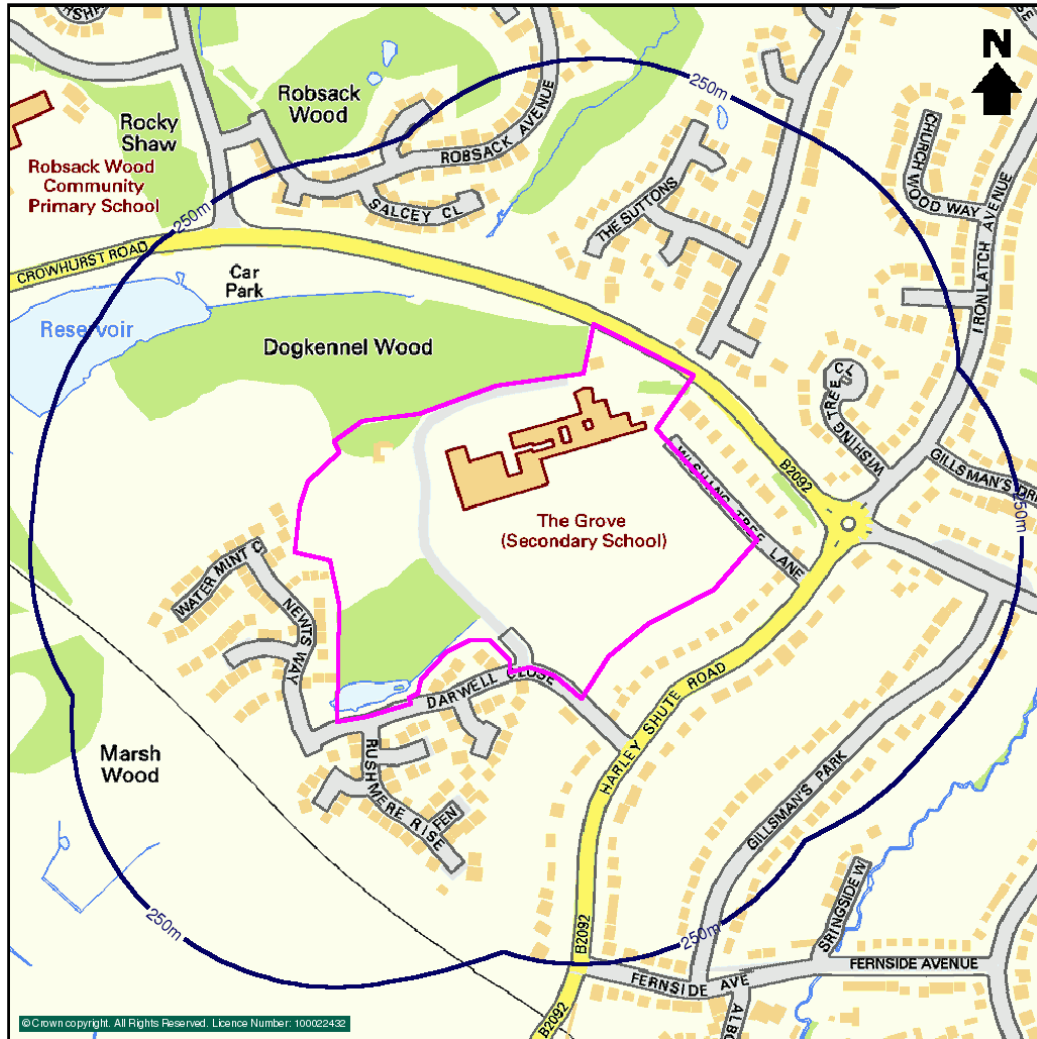 N
250m
Robsack
Wood
ROBSACK AVENUE
Rocky
Shaw
Robsack Wood
Community
Primary School
250m
SALCEY CL
THE SUTTONS
CHURCH WOOD WAY
IRONLATCH AVENUE
CROWHURST ROAD
Car
Park
Reservoir
Dogkennel Wood
WISHING TREE
GILLSMAN'S
B2092
250m
WISHING TREE LANE
The Grove
(Secondary School)
WATER MINT C
NEWTS WAY
DARWELL CLOSE
HARLEY SHUTE ROAD
Marsh
Wood
RUSHMERE RISE
FEN
GILLSMAN'S PARK
SRINGSIDE W
250m
B2092
250m
FERNSIDE AVENUE
FERNSIDE AVE
B2092
© Crown copyright. All Rights Reserved. Licence Number: 100022432